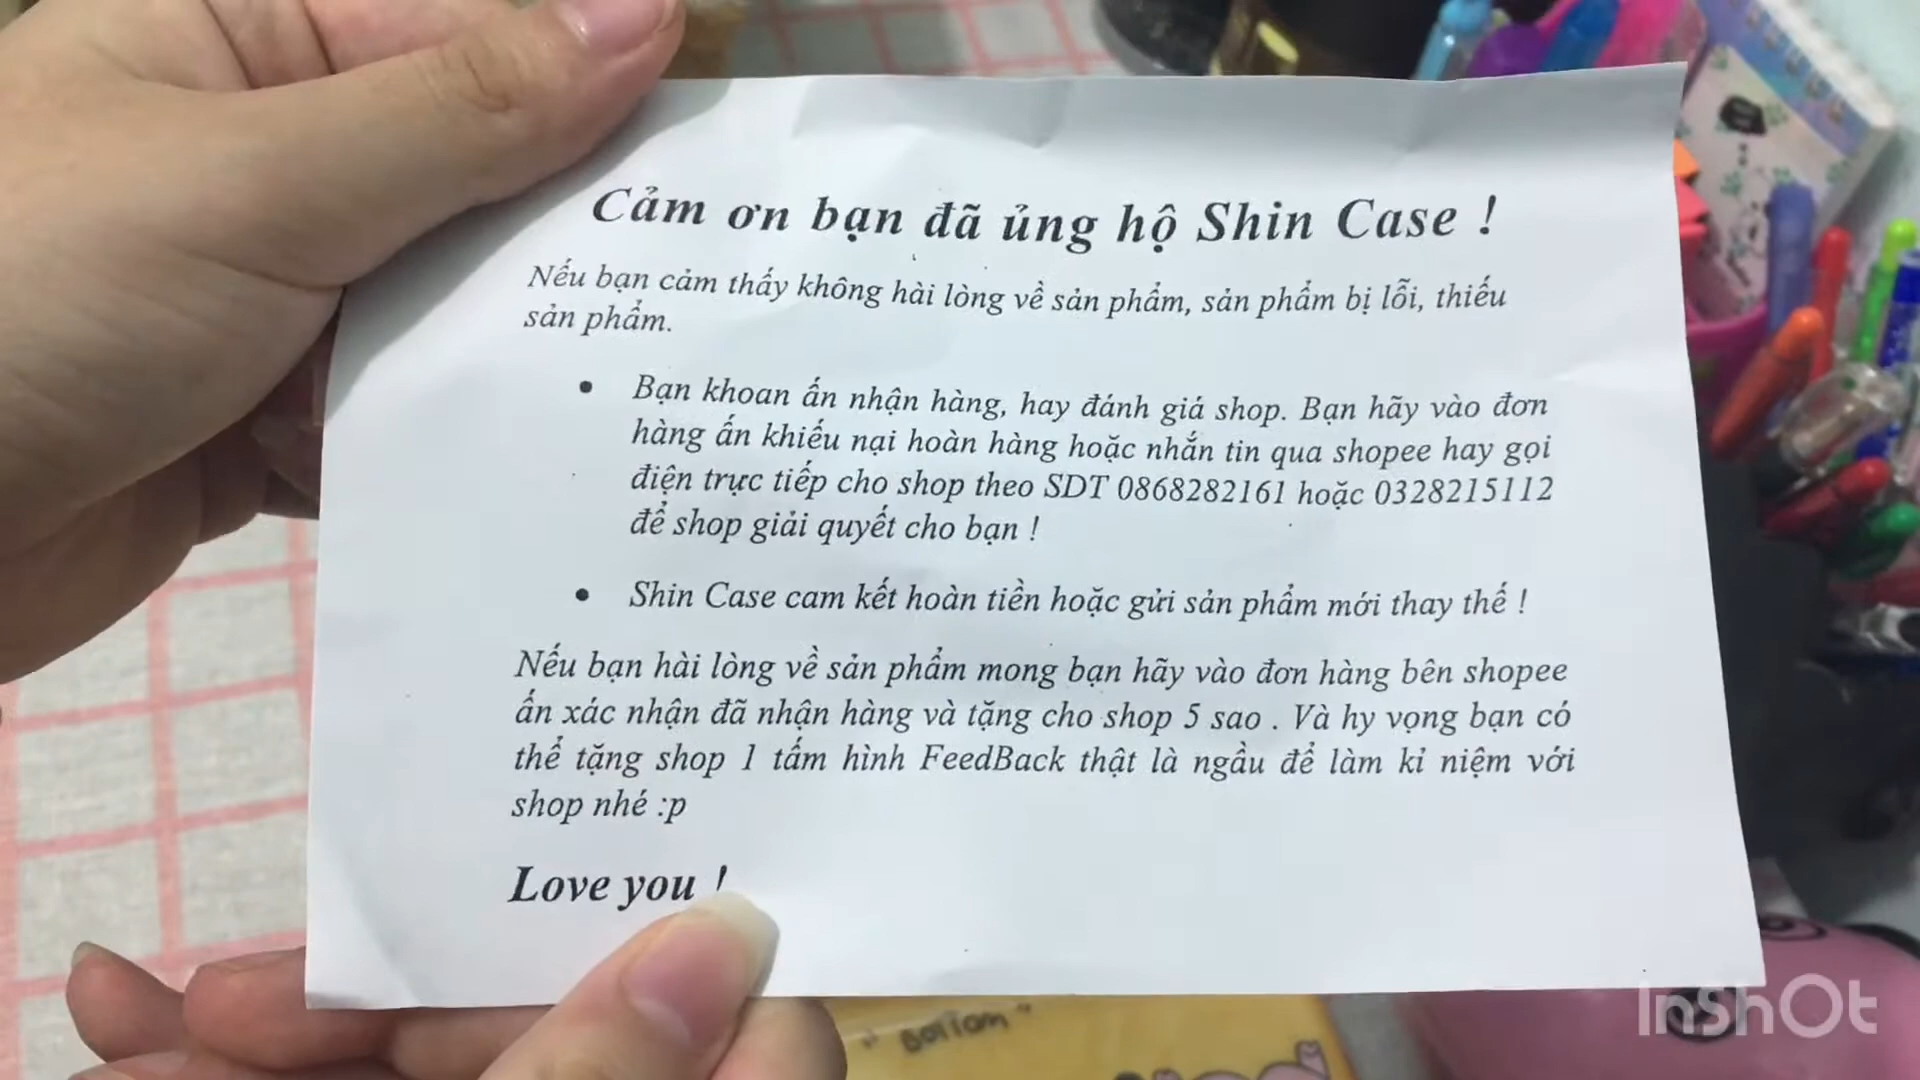 Cảm ơn bạn đã ủng hộ Shin Case !
Nếu bạn cảm thấy không hài lòng về sản phẩm, sản phẩm bị lỗi, thiếu
sản phẩm.
• Bạn khoan ấn nhận hàng, hay đánh giá shop. Bạn hãy vào đơn
hàng ấn khiếu nại hoàn hàng hoặc nhắn tin qua shopee hay gọi
điện trực tiếp cho shop theo SDT 0868282161 hoặc 0328215112
để shop giải quyết cho bạn !
• Shin Case cam kết hoàn tiền hoặc gửi sản phẩm mới thay thế !
Nếu bạn hài lòng về sản phẩm mong bạn hãy vào đơn hàng bên shopee
ấn xác nhận đã nhận hàng và tặng cho shop 5 sao . Và hy vọng bạn có
thể tặng shop 1 tấm hình FeedBack thật là ngầu để làm kỉ niệm với
shop nhé :p
Love you !
" Bottom "
InShOt